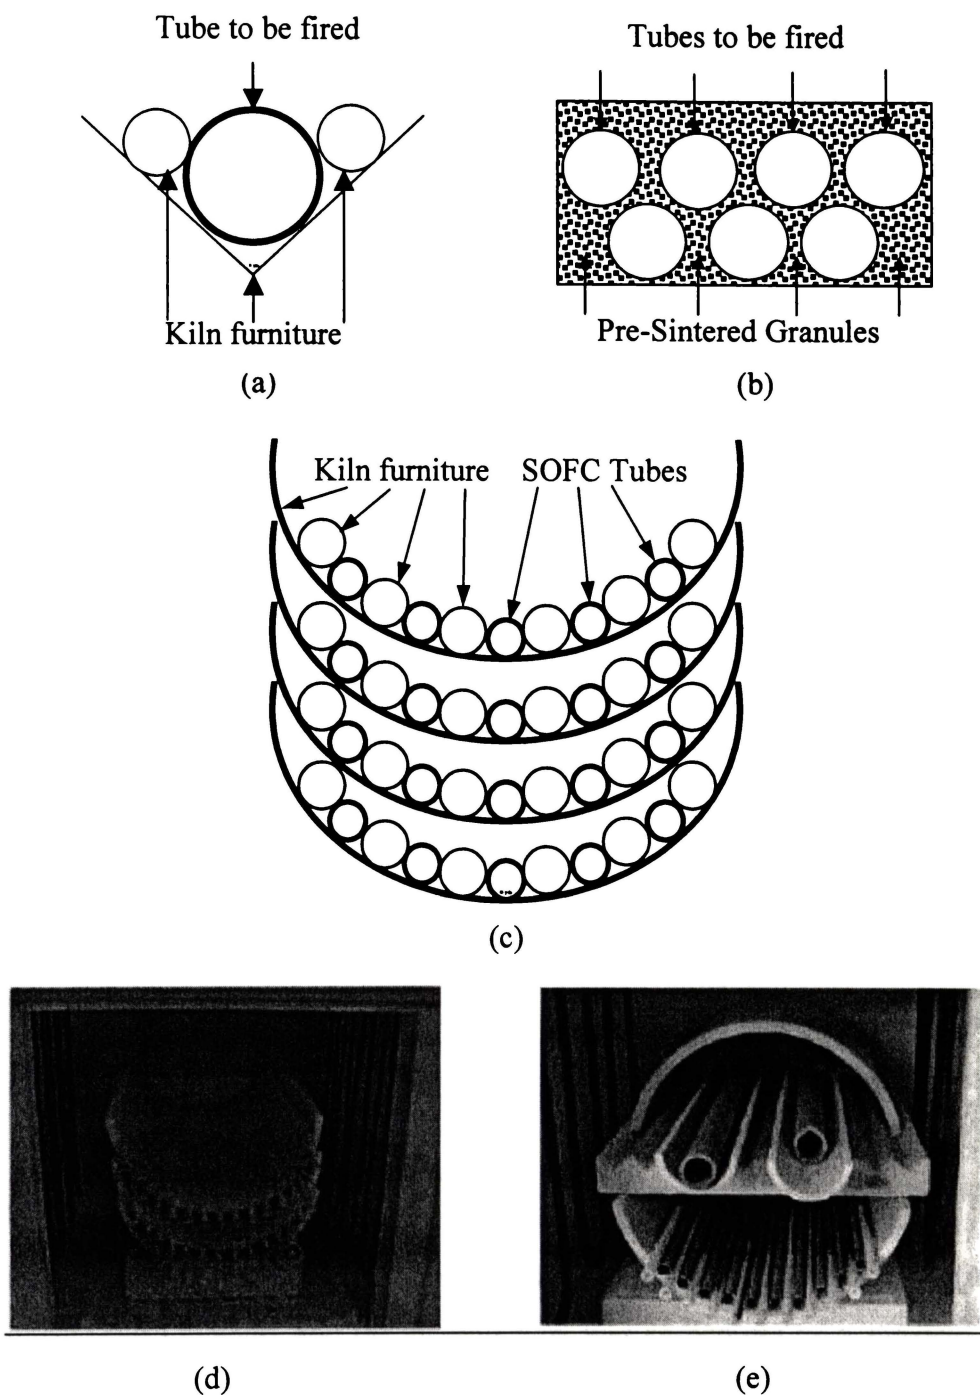 Tube to be fired
Tubes to be fired
Kiln furniture
Pre-Sintered Granules
(a)
(b)
Kiln furniture
SOFC Tubes
(c)
(d)
(e)